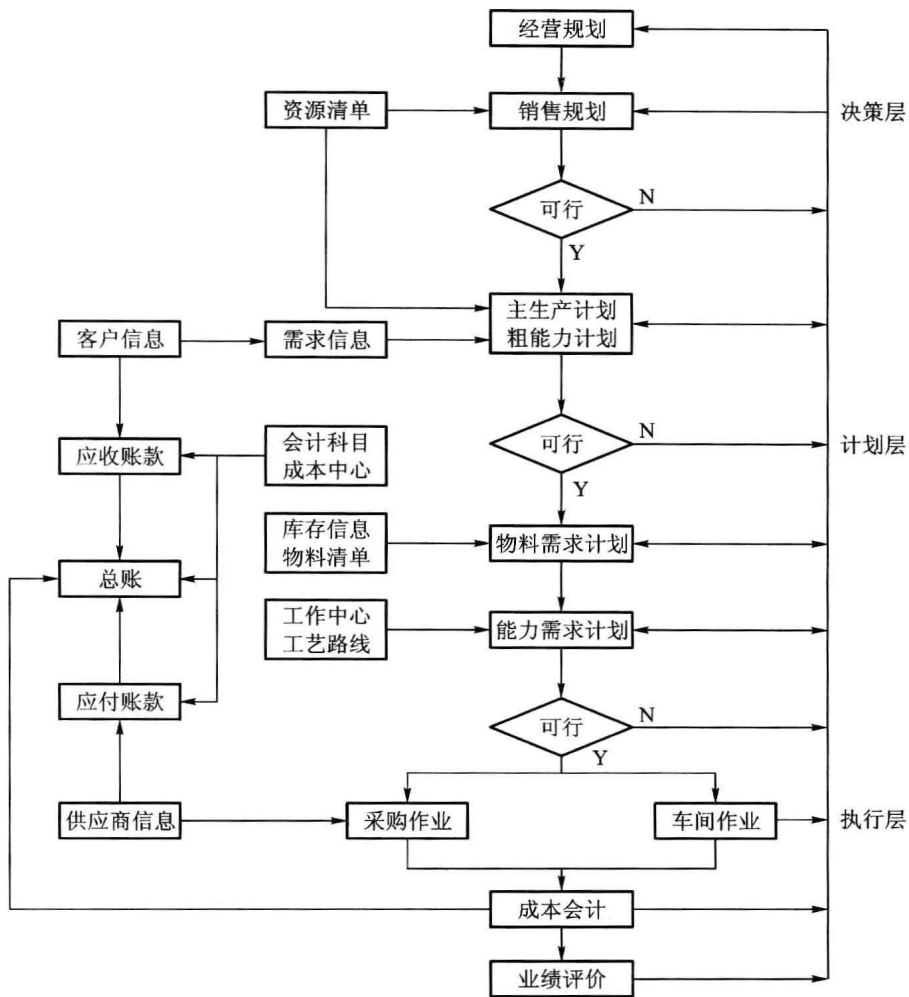 经营规划
资源清单
销售规划
决策层
可行
N
Y
主生产计划
粗能力计划
客户信息
需求信息
可行
N
计划层
Y
应收账款
会计科目
成本中心
库存信息
物料清单
物料需求计划
总账
工作中心
工艺路线
能力需求计划
应付账款
可行
N
Y
供应商信息
采购作业
车间作业
执行层
成本会计
业绩评价